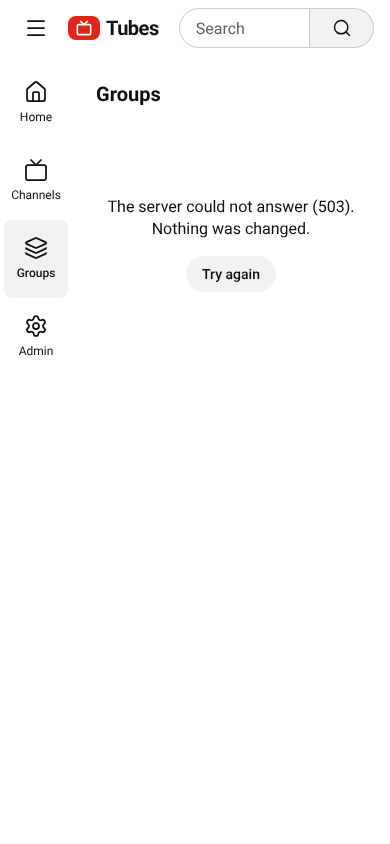 Tubes
Search
Home
Groups
Channels
The server could not answer (503).
Nothing was changed.
Groups
Try again
Admin